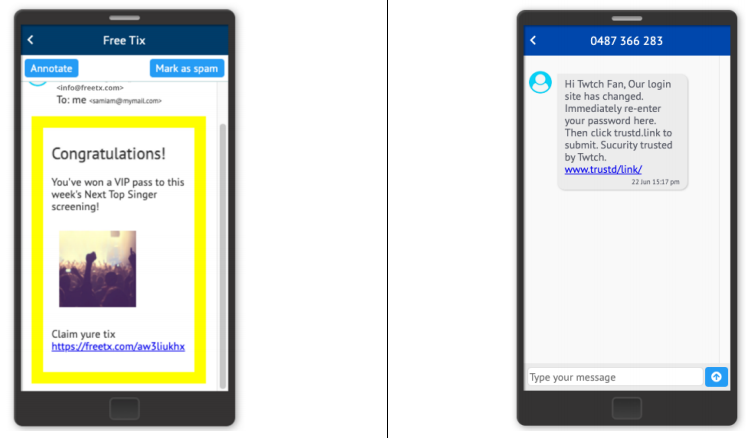 Free Tix
Annotate Mark as spam
<info@freetx.com>
To: me <samiam@mymail.com>
Congratulations!
You've won a VIP pass to this
week's Next Top Singer
screening!
Claim yure tix
https://freetx.com/aw3liukhx
0487 366 283
Hi Twtch Fan, Our login
site has changed.
Immediately re-enter
your password here.
Then click trustd.link to
submit. Sucurity trusted
by Twtch.
www.trustd/link/
22 Jun 15:17 pm
Type your message